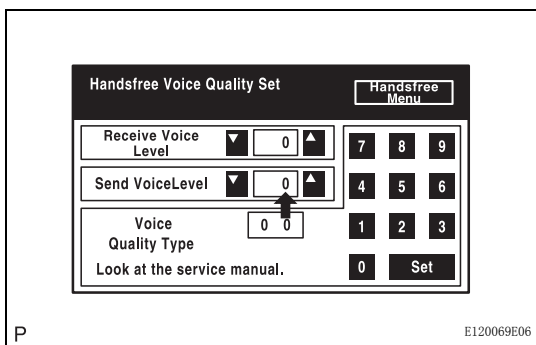 Handsfree Voice Quality Set
Handsfree
Menu
Receive Voice
Level
▼ 0 ▲
7 8 9
Send VoiceLevel
▼ 0 ▲
4 5 6
Voice
Quality Type
0 0
1 2 3
Look at the service manual.
0 Set
P
E120069E06